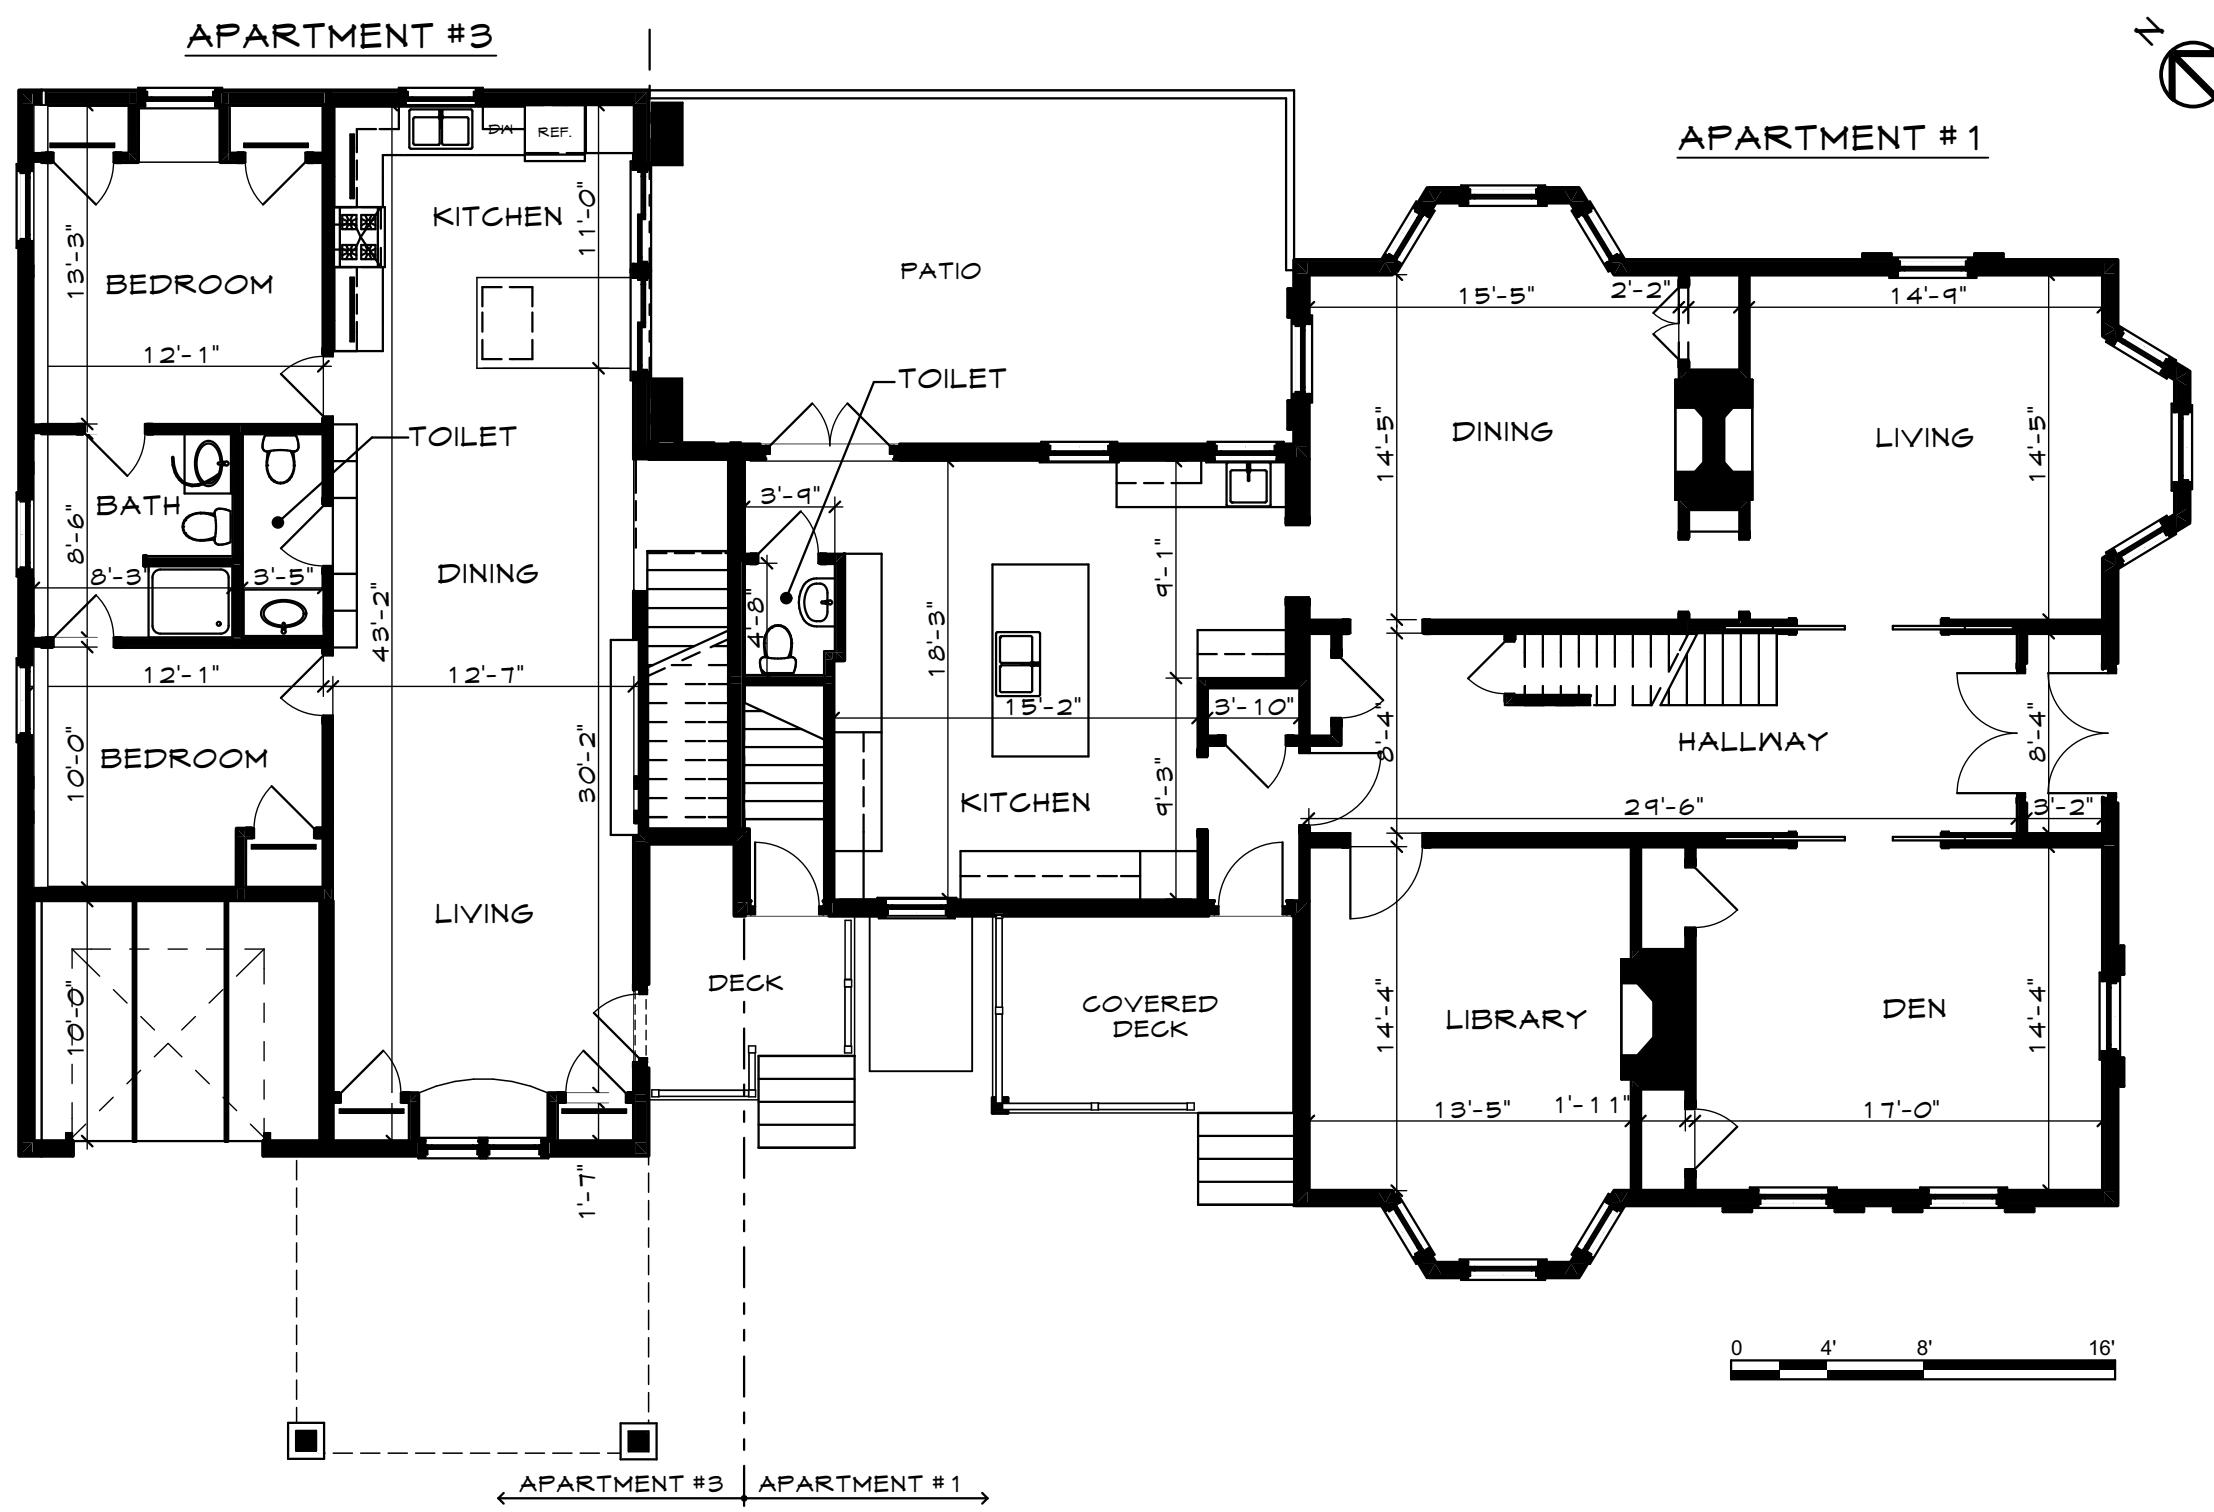 APARTMENT #3
N
APARTMENT #1
DW
REF.
KITCHEN
11'-0"
13'-3"
BEDROOM
PATIO
15'-5"
2'-2"
14'-9"
12'-1"
TOILET
TOILET
14'-5"
DINING
LIVING
14'-5"
BATH
3'-9"
8'-6"
8'-3"
3'-5"
DINING
43'-2"
4'-8"
18'-3"
9'-1"
12'-1"
12'-7"
15'-2"
3'-10"
8'-4"
HALLWAY
8'-4"
BEDROOM
10'-0"
30'-2"
KITCHEN
9'-3"
29'-6"
3'-2"
LIVING
DECK
COVERED
DECK
10'-0"
14'-4"
LIBRARY
DEN
14'-4"
13'-5"
1'-11"
17'-0"
1'-7"
0 4' 8' 16'
APARTMENT #3 APARTMENT #1